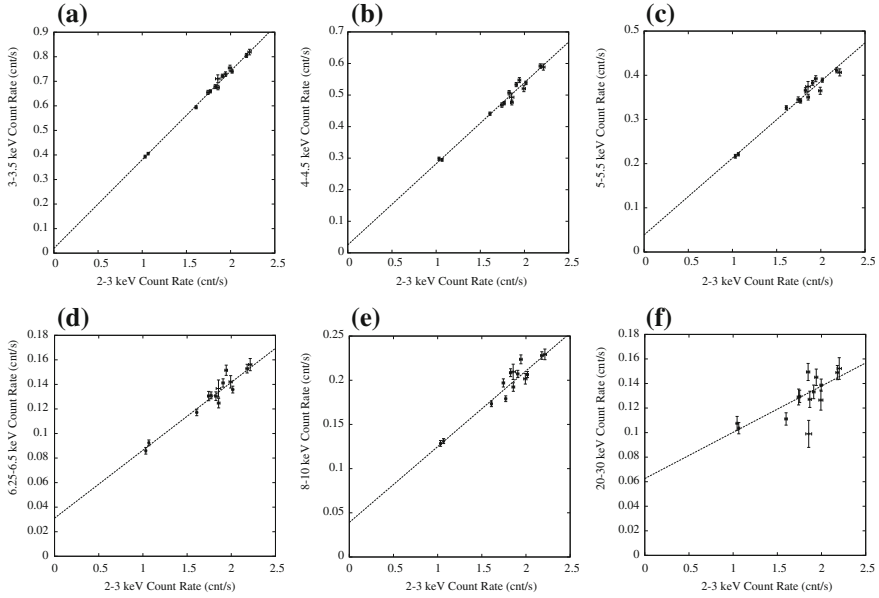 (a)
0.9
0.8
0.7
0.6
0.5
0.4
0.3
0.2
0.1
0
3-3.5 keV Count Rate (cnt/s)
0 0.5 1 1.5 2 2.5
2-3 keV Count Rate (cnt/s)
(b)
0.7
0.6
0.5
0.4
0.3
0.2
0.1
0
4-4.5 keV Count Rate (cnt/s)
0 0.5 1 1.5 2 2.5
2-3 keV Count Rate (cnt/s)
(c)
0.5
0.4
0.3
0.2
0.1
0
5-5.5 keV Count Rate (cnt/s)
0 0.5 1 1.5 2 2.5
2-3 keV Count Rate (cnt/s)
(d)
0.18
0.16
0.14
0.12
0.1
0.08
0.06
0.04
0.02
0
6.25-6.5 keV Count Rate (cnt/s)
0 0.5 1 1.5 2 2.5
2-3 keV Count Rate (cnt/s)
(e)
0.25
0.2
0.15
0.1
0.05
0
8-10 keV Count Rate (cnt/s)
0 0.5 1 1.5 2 2.5
2-3 keV Count Rate (cnt/s)
(f)
0.18
0.16
0.14
0.12
0.1
0.08
0.06
0.04
0.02
0
20-30 keV Count Rate (cnt/s)
0 0.5 1 1.5 2 2.5
2-3 keV Count Rate (cnt/s)